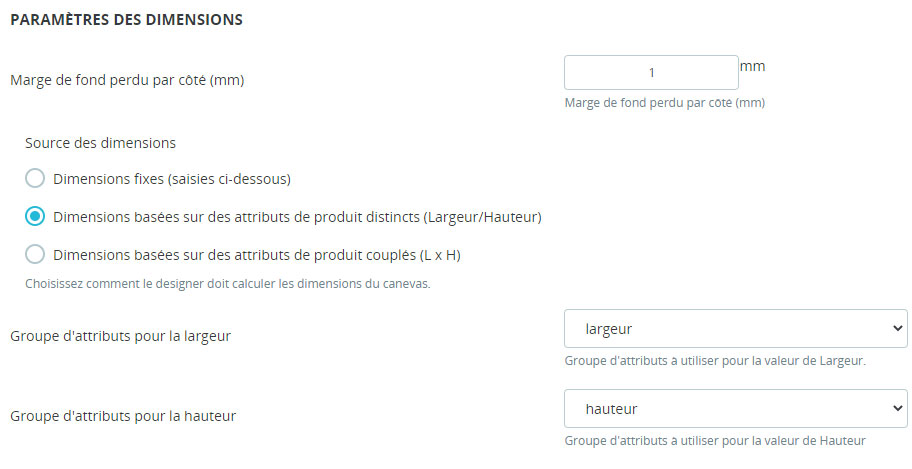 PARAMÈTRES DES DIMENSIONS
Marge de fond perdu par côté (mm)
1
mm
Marge de fond perdu par côté (mm)
Source des dimensions
Dimensions fixes (saisies ci-dessous)
Dimensions basées sur des attributs de produit distincts (Largeur/Hauteur)
Dimensions basées sur des attributs de produit couplés (L x H)
Choisissez comment le designer doit calculer les dimensions du canevas.
Groupe d'attributs pour la largeur
largeur
Groupe d'attributs à utiliser pour la valeur de Largeur.
Groupe d'attributs pour la hauteur
hauteur
Groupe d'attributs à utiliser pour la valeur de Hauteur